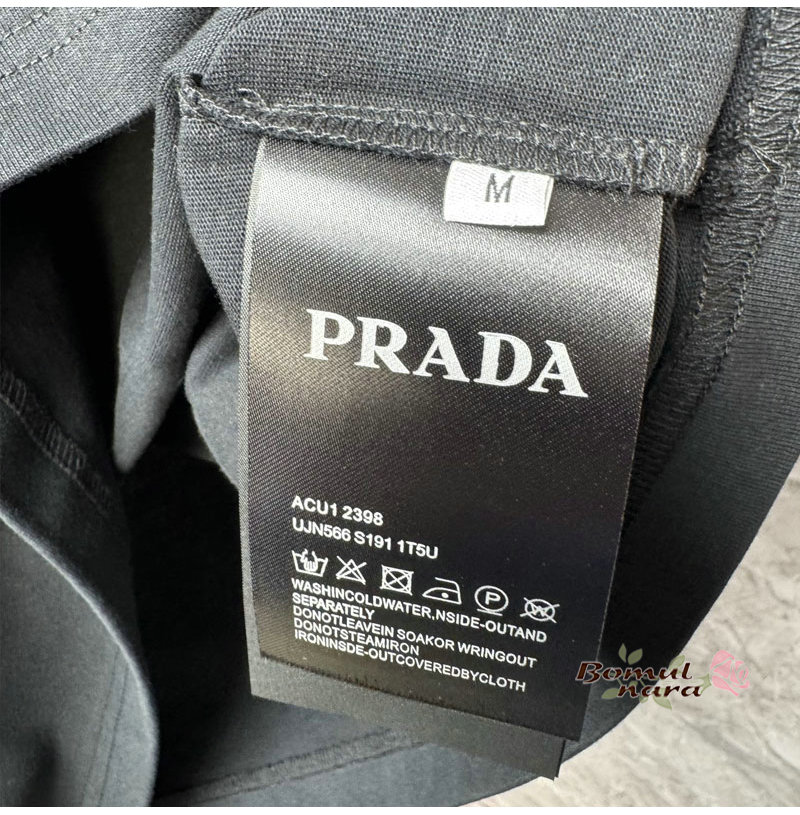 M
PRADA
ACU1 2398
UJN566 S191 1T5U
P
W
WASHINCOLDWATER,NSIDE-OUTAND
SEPARATELY
DONOTLEAVEIN SOAKOR WRINGOUT
DONOTSTEAMIRON
IRONINSDE-OUTCOVEREDBYCLOTH
Bomul
nara